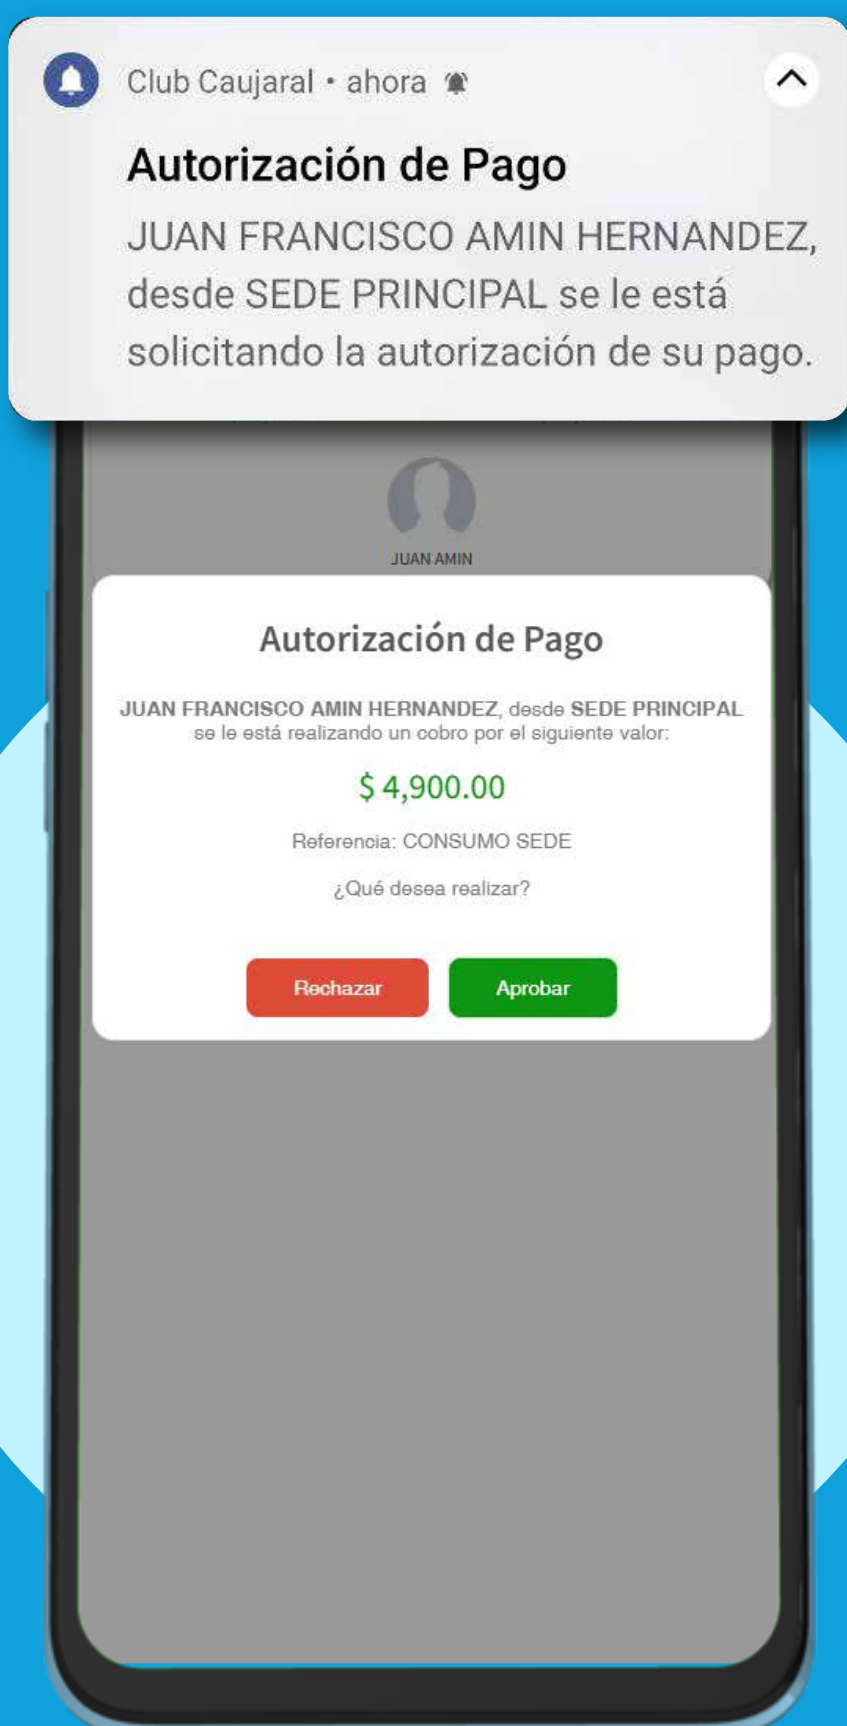 Club Caujaral • ahora
Autorización de Pago
JUAN FRANCISCO AMIN HERNANDEZ,
desde SEDE PRINCIPAL se le está
solicitando la autorización de su pago.
JUAN AMIN
Autorización de Pago
JUAN FRANCISCO AMIN HERNANDEZ, desde SEDE PRINCIPAL
se le está realizando un cobro por el siguiente valor:
$ 4,900.00
Referencia: CONSUMO SEDE
¿Qué desea realizar?
Rechazar Aprobar